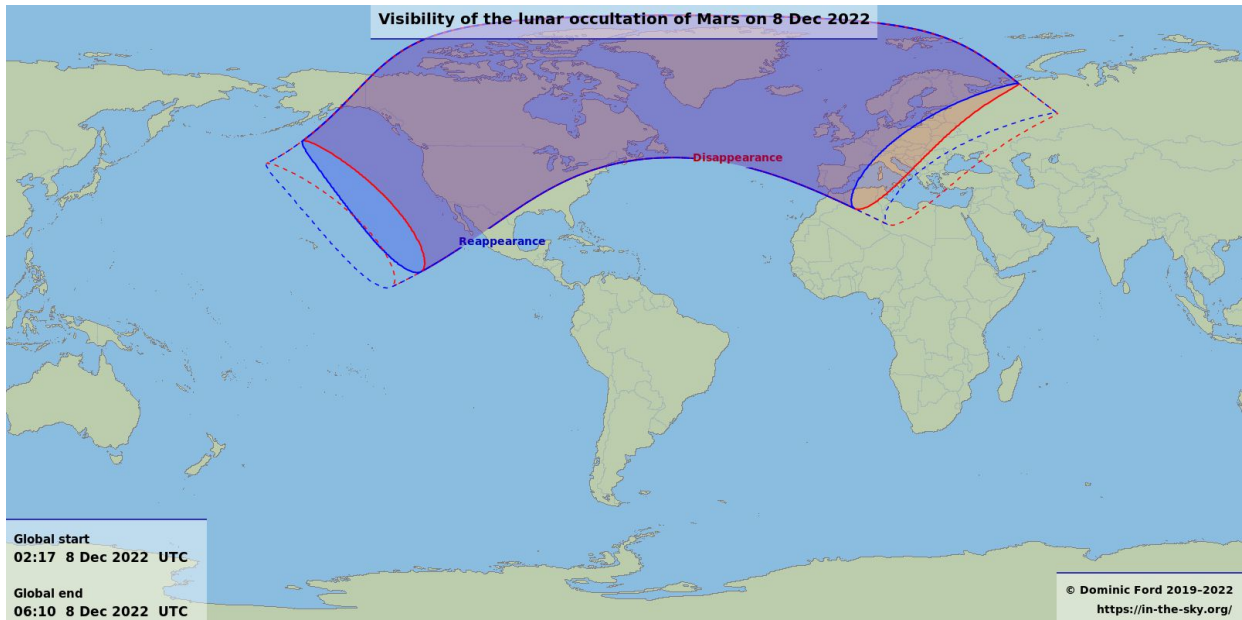 Visibility of the lunar occultation of Mars on 8 Dec 2022
Disappearance
Reappearance
Global start
02:17 8 Dec 2022 UTC
Global end
06:10 8 Dec 2022 UTC
© Dominic Ford 2019–2022
https://in-the-sky.org/